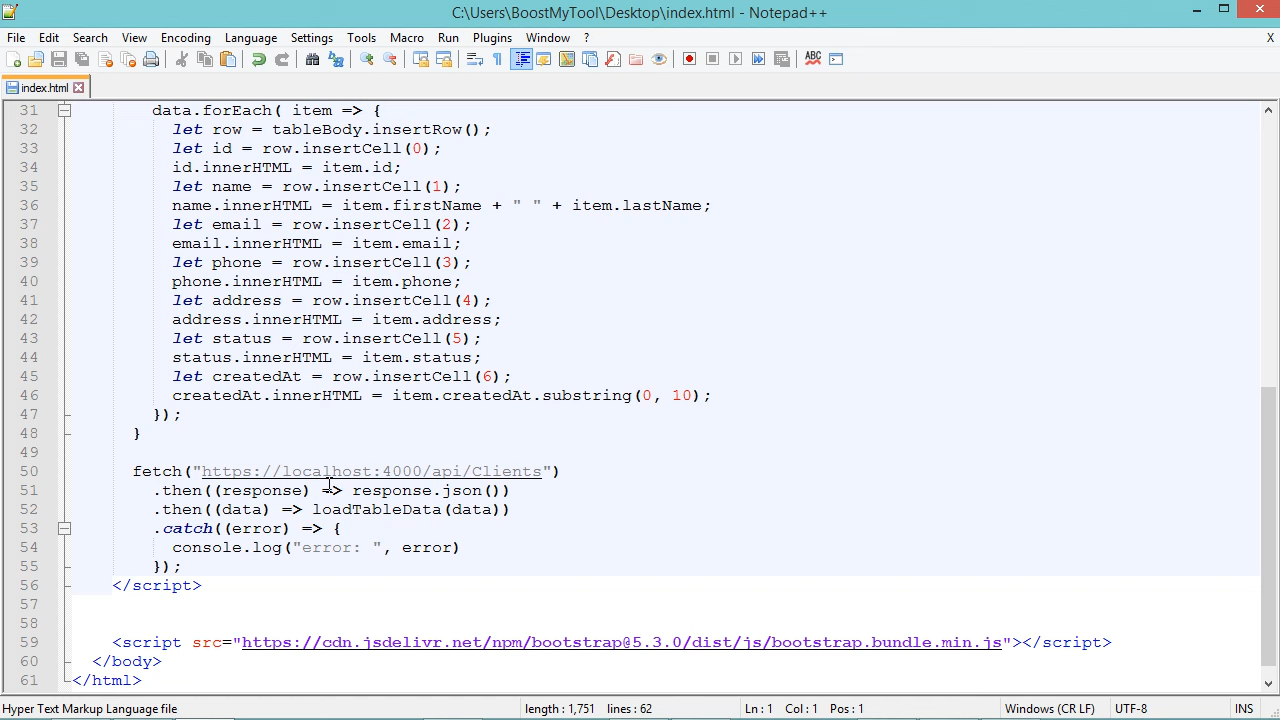 C:\Users\BoostMyTool\Desktop\index.html - Notepad++
File Edit Search View Encoding Language Settings Tools Macro Run Plugins Window ? X
ABC
index.html
31 data.forEach( item => {
32 let row = tableBody.insertRow();
33 let id = row.insertCell(0);
34 id.innerHTML = item.id;
35 let name = row.insertCell(1);
36 name.innerHTML = item.firstName + " " + item.lastName;
37 let email = row.insertCell(2);
38 email.innerHTML = item.email;
39 let phone = row.insertCell(3);
40 phone.innerHTML = item.phone;
41 let address = row.insertCell(4);
42 address.innerHTML = item.address;
43 let status = row.insertCell(5);
44 status.innerHTML = item.status;
45 let createdAt = row.insertCell(6);
46 createdAt.innerHTML = item.createdAt.substring(0, 10);
47 });
48 }
49
50 fetch("https://localhost:4000/api/Clients")
51 .then((response) => response.json())
52 .then((data) => loadTableData(data))
53 .catch((error) => {
54 console.log("error: ", error)
55 });
56 </script>
57
58
59 <script src="https://cdn.jsdelivr.net/npm/bootstrap@5.3.0/dist/js/bootstrap.bundle.min.js"></script>
60 </body>
61 </html>
Hyper Text Markup Language file length : 1,751 lines : 62 Ln : 1 Col : 1 Pos : 1 Windows (CR LF) UTF-8 INS